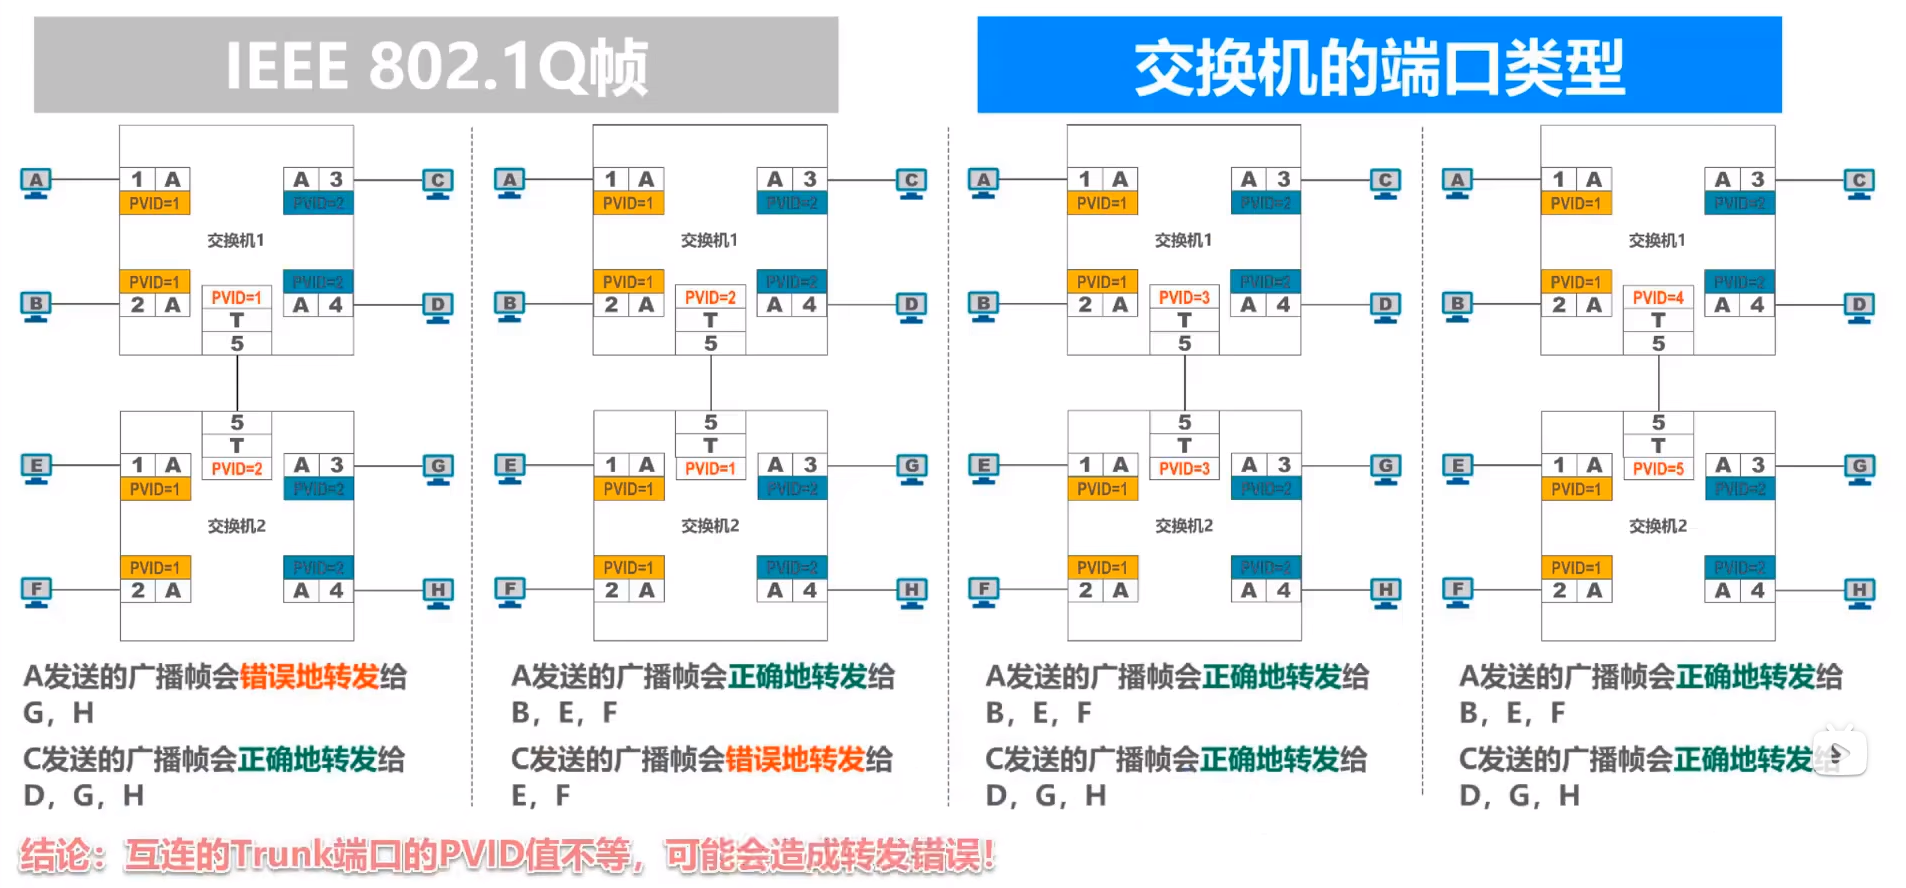 IEEE 802.1Q帧
交换机的端口类型
A 1 A A 3 C
PVID=1 PVID=2
交换机1
PVID=1 PVID=2
B 2 A A 4 D
PVID=1
T
5
5
T
PVID=2
E 1 A A 3 G
PVID=1 PVID=2
交换机2
PVID=1 PVID=2
F 2 A A 4 H
A发送的广播帧会错误地转发给
G，H
C发送的广播帧会正确地转发给
D，G，H
A 1 A A 3 C
PVID=1 PVID=2
交换机1
PVID=1 PVID=2
B 2 A A 4 D
PVID=2
T
5
5
T
PVID=1
E 1 A A 3 G
PVID=1 PVID=2
交换机2
PVID=1 PVID=2
F 2 A A 4 H
A发送的广播帧会正确地转发给
B，E，F
C发送的广播帧会错误地转发给
E，F
A 1 A A 3 C
PVID=1 PVID=2
交换机1
PVID=1 PVID=2
B 2 A A 4 D
PVID=3
T
5
5
T
PVID=3
E 1 A A 3 G
PVID=1 PVID=2
交换机2
PVID=1 PVID=2
F 2 A A 4 H
A发送的广播帧会正确地转发给
B，E，F
C发送的广播帧会正确地转发给
D，G，H
A 1 A A 3 C
PVID=1 PVID=2
交换机1
PVID=1 PVID=2
B 2 A A 4 D
PVID=4
T
5
5
T
PVID=5
E 1 A A 3 G
PVID=1 PVID=2
交换机2
PVID=1 PVID=2
F 2 A A 4 H
A发送的广播帧会正确地转发给
B，E，F
C发送的广播帧会正确地转发给
D，G，H
结论：互连的Trunk端口的PVID值不等，可能会造成转发错误！